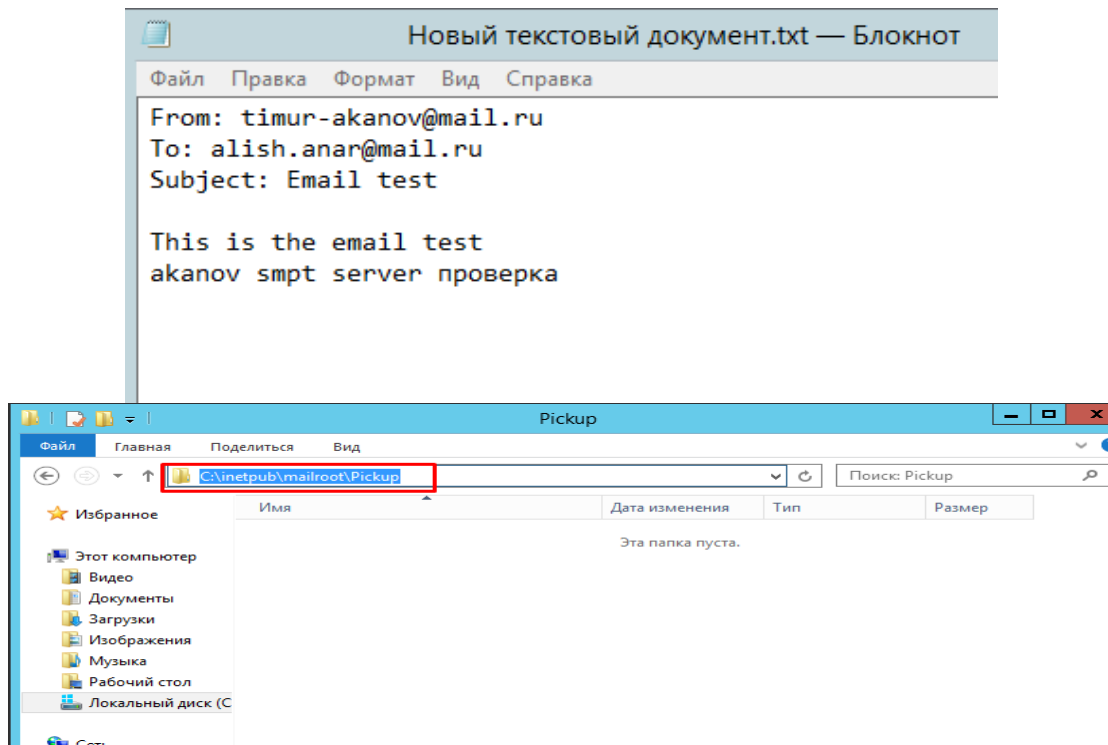 Новый текстовый документ.txt — Блокнот
Файл Правка Формат Вид Справка
From: timur-akanov@mail.ru
To: alish.anar@mail.ru
Subject: Email test
This is the email test
akanov smpt server проверка
Pickup
Файл Главная Поделиться Вид
C:\inetpub\mailroot\Pickup
Поиск: Pickup
Имя Дата изменения Тип Размер
Эта папка пуста.
Избранное
Этот компьютер
Видео
Документы
Загрузки
Изображения
Музыка
Рабочий стол
Локальный диск (C